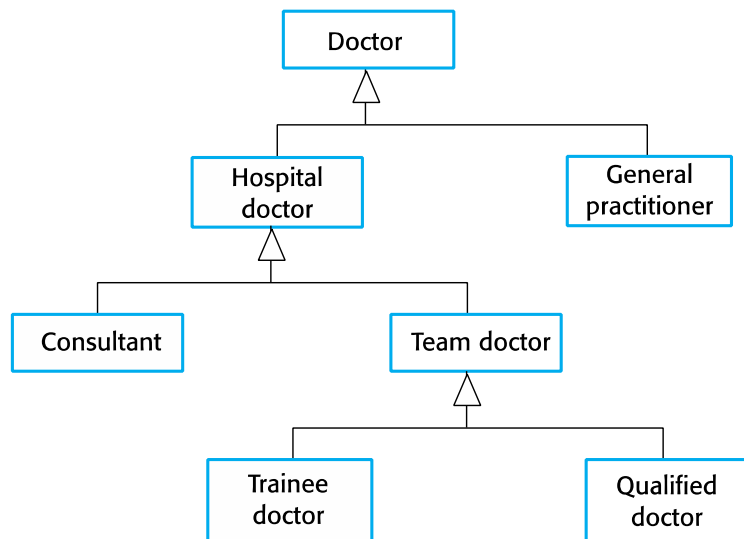 Doctor
Hospital
doctor
General
practitioner
Consultant
Team doctor
Trainee
doctor
Qualified
doctor